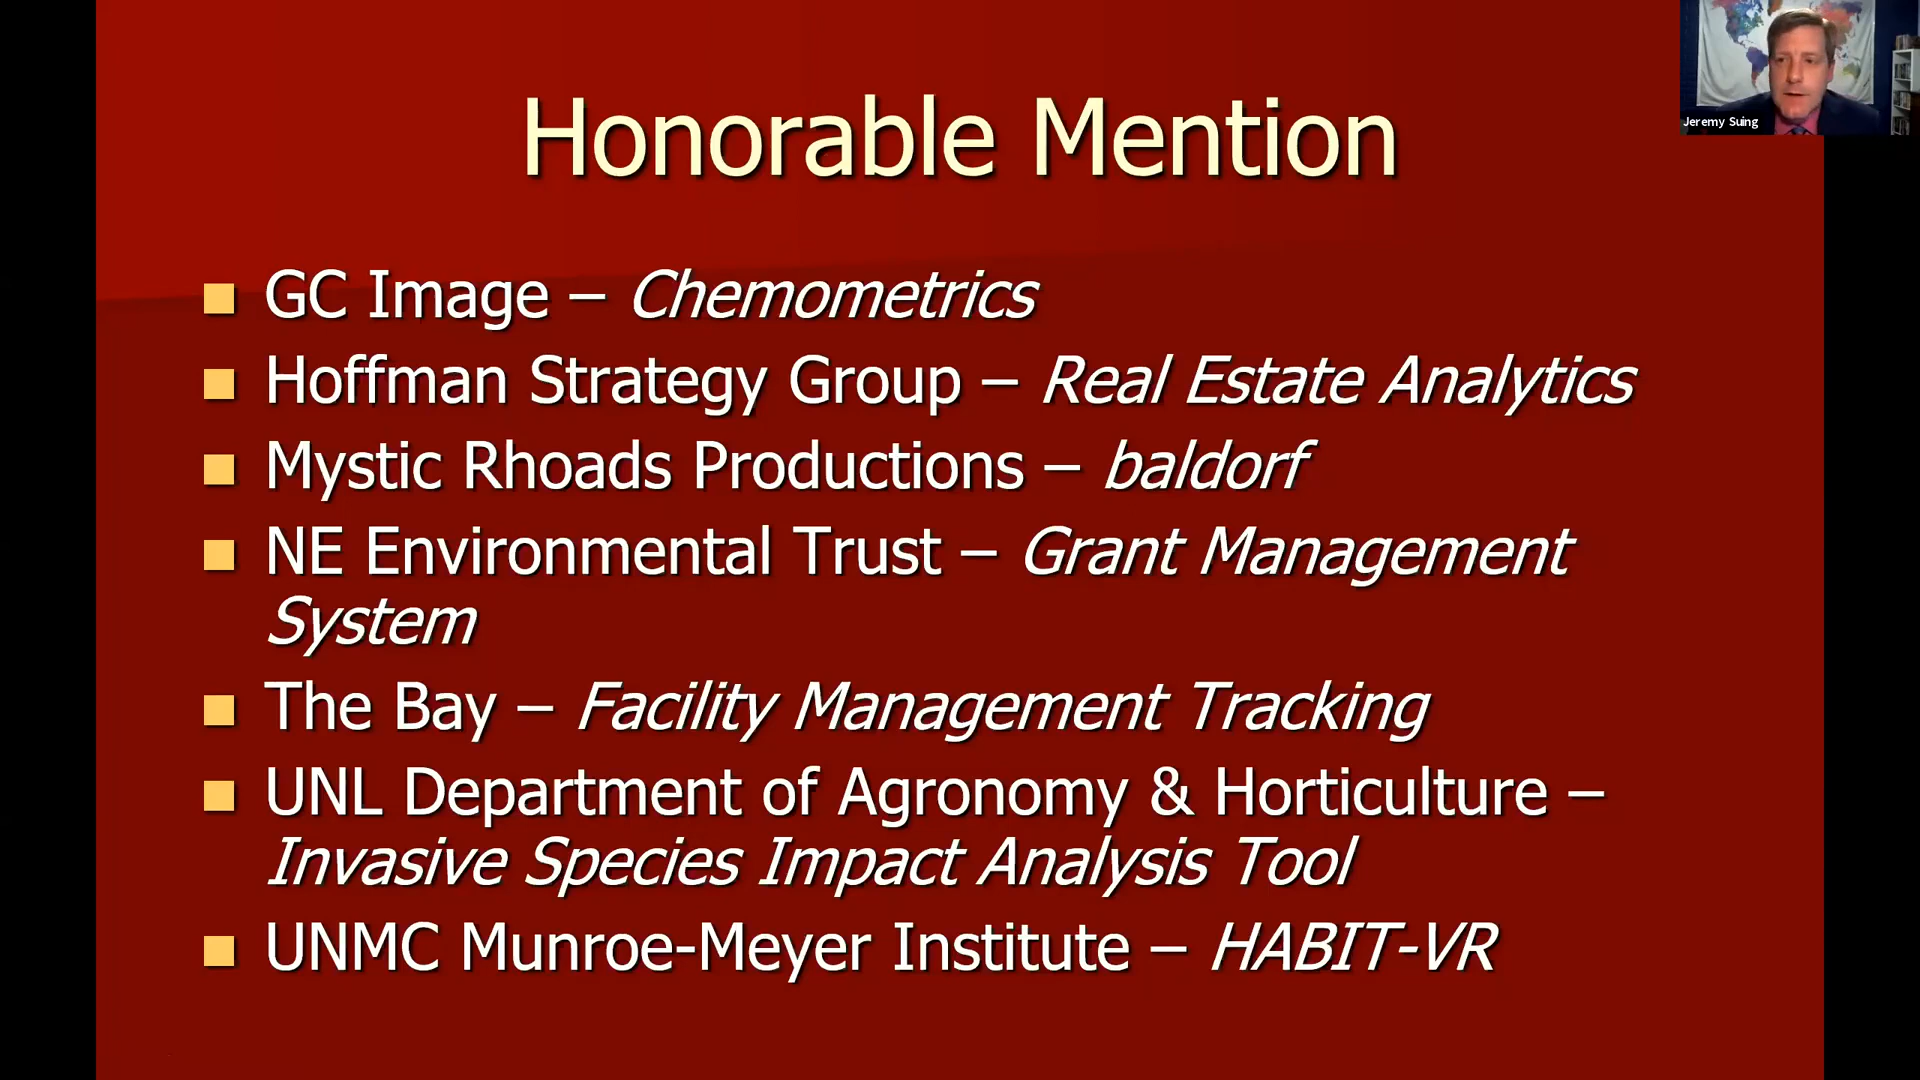 Jeremy Suing
Honorable Mention
GC Image – Chemometrics
Hoffman Strategy Group – Real Estate Analytics
Mystic Rhoads Productions – baldorf
NE Environmental Trust – Grant Management
System
The Bay – Facility Management Tracking
UNL Department of Agronomy & Horticulture –
Invasive Species Impact Analysis Tool
UNMC Munroe-Meyer Institute – HABIT-VR